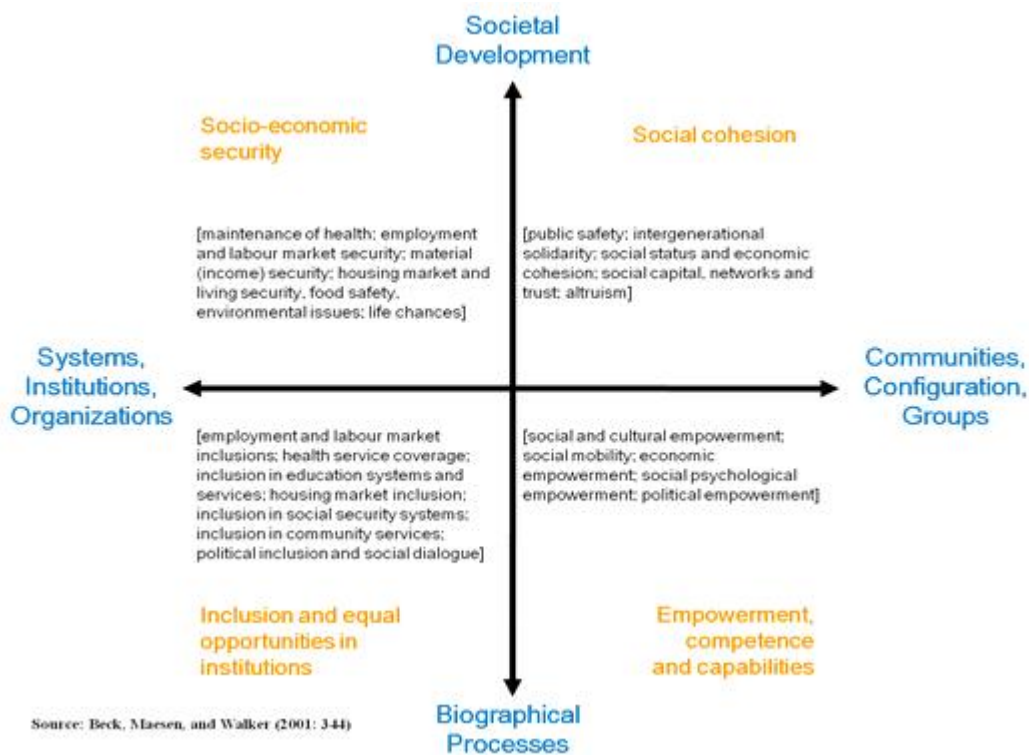 Societal
Development
Socio-economic
security
Social cohesion
[maintenance of health; employment
and labour market security; material
(income) security; housing market and
living security, food safety,
environmental issues; life chances]
[public safety; intergenerational
solidarity; social status and economic
cohesion; social capital, networks and
trust; altruism]
Systems,
Institutions,
Organizations
Communities,
Configuration,
Groups
[employment and labour market
inclusions; health service coverage;
inclusion in education systems and
services; housing market inclusion;
inclusion in social security systems;
inclusion in community services;
political inclusion and social dialogue]
[social and cultural empowerment;
social mobility; economic
empowerment; social psychological
empowerment; political empowerment]
Inclusion and equal
opportunities in
institutions
Empowerment,
competence
and capabilities
Source: Beck, Maesen, and Walker (2001: 344)
Biographical
Processes